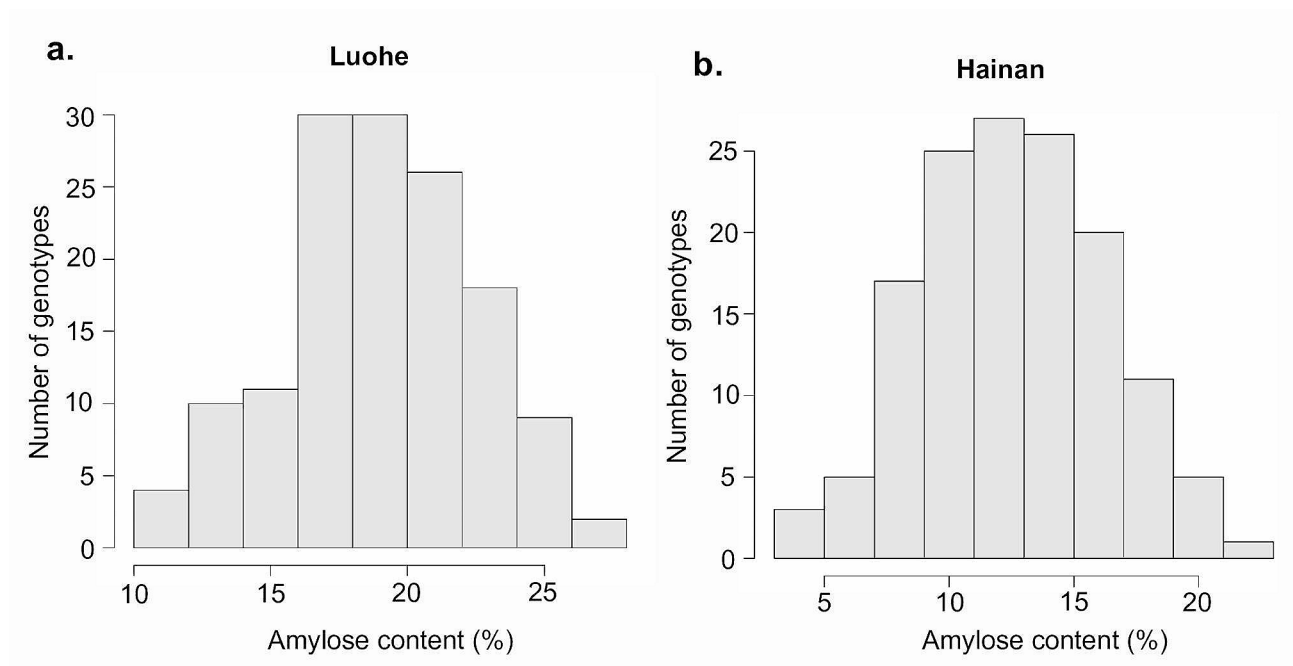 a.
Luohe
30
25
20
15
10
5
0
Number of genotypes
10 15 20 25
Amylose content (%)
b.
Hainan
25
20
15
10
5
0
Number of genotypes
5 10 15 20
Amylose content (%)